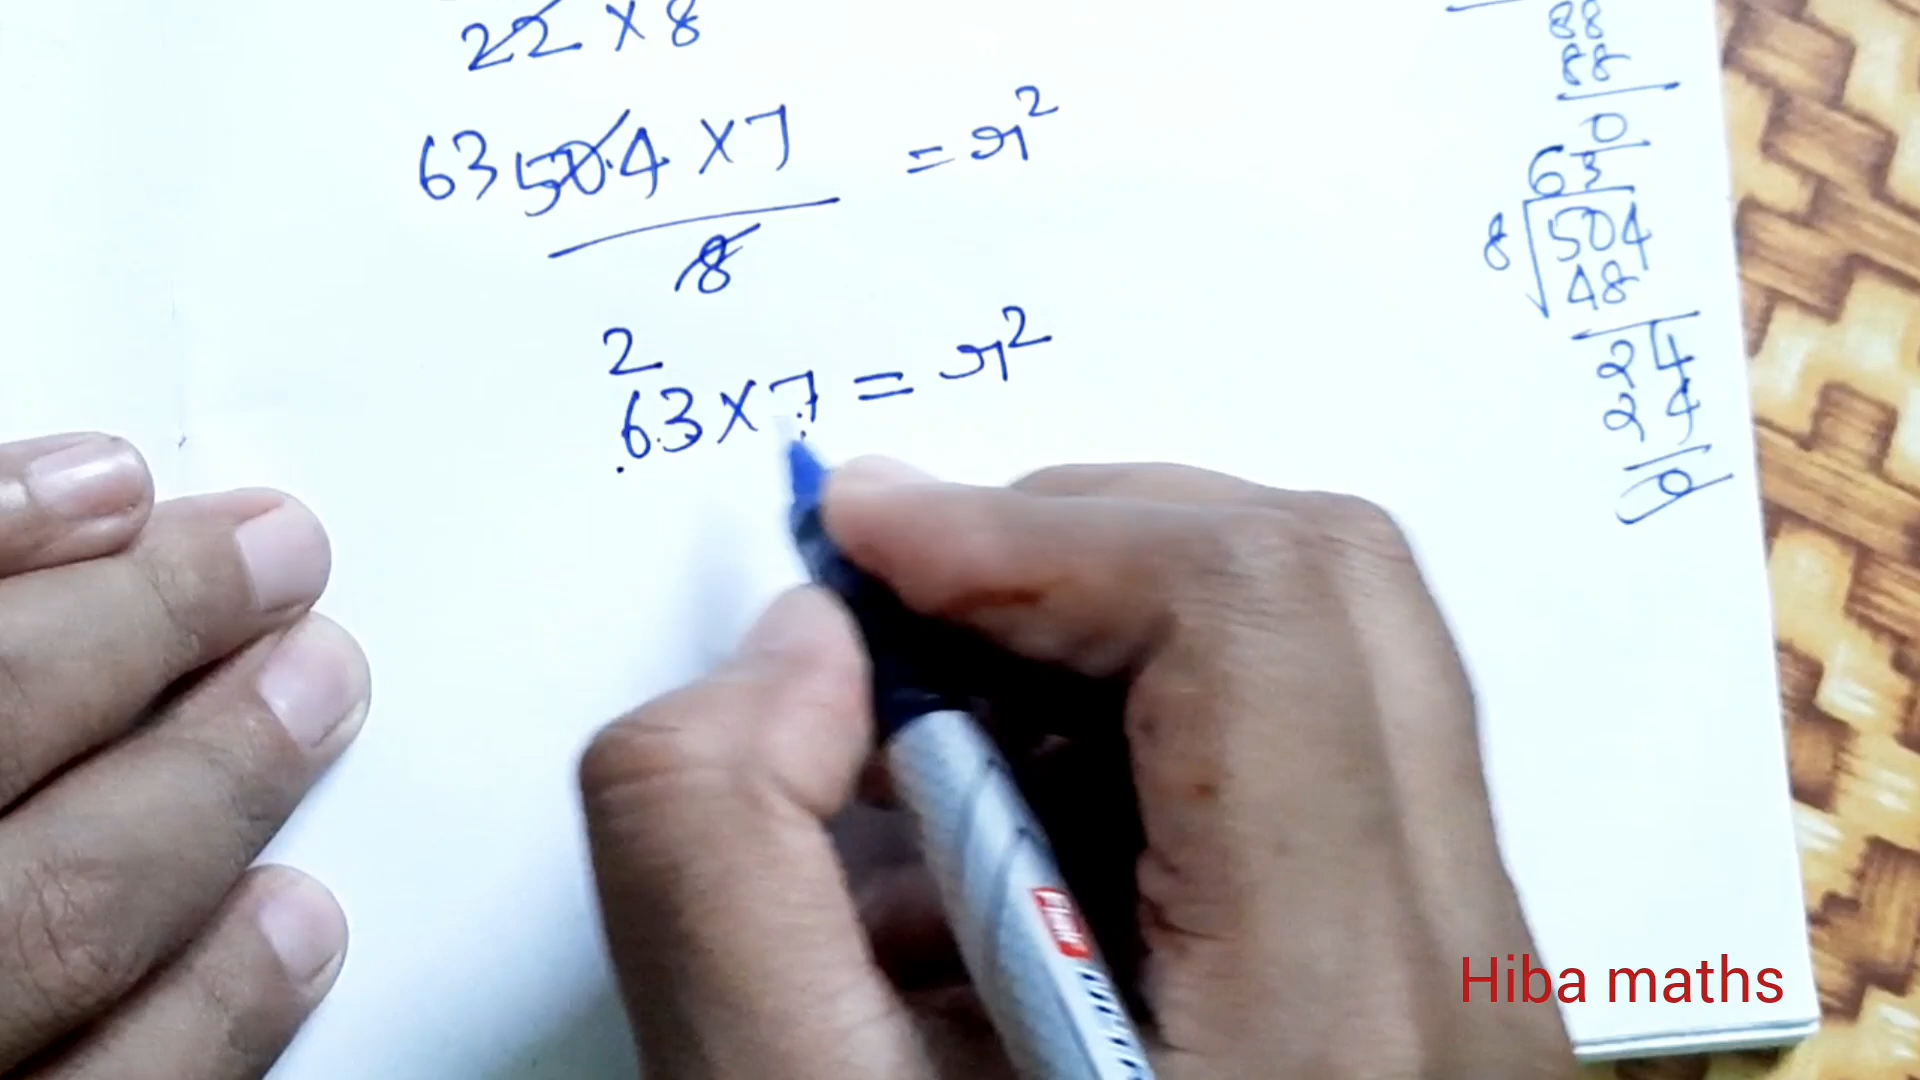 22 × 8
63 504 × 7 = r²
8
2
63 × 7 = r²
88
88
0
63
8 504
48
24
24
0
Hiba maths